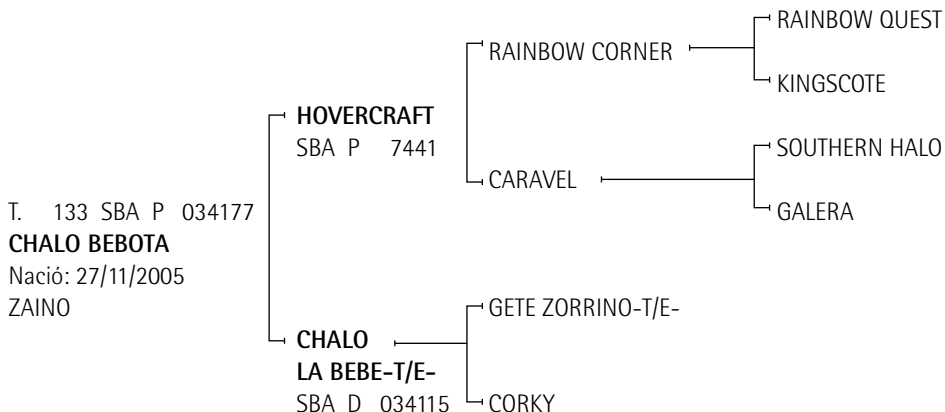 RAINBOW QUEST
RAINBOW CORNER
KINGSCOTE
HOVERCRAFT
SBA P 7441
SOUTHERN HALO
CARAVEL
GALERA
T. 133 SBA P 034177
CHALO BEBOTA
Nació: 27/11/2005
ZAINO
GETE ZORRINO-T/E-
CHALO
LA BEBE-T/E-
SBA D 034115
CORKY